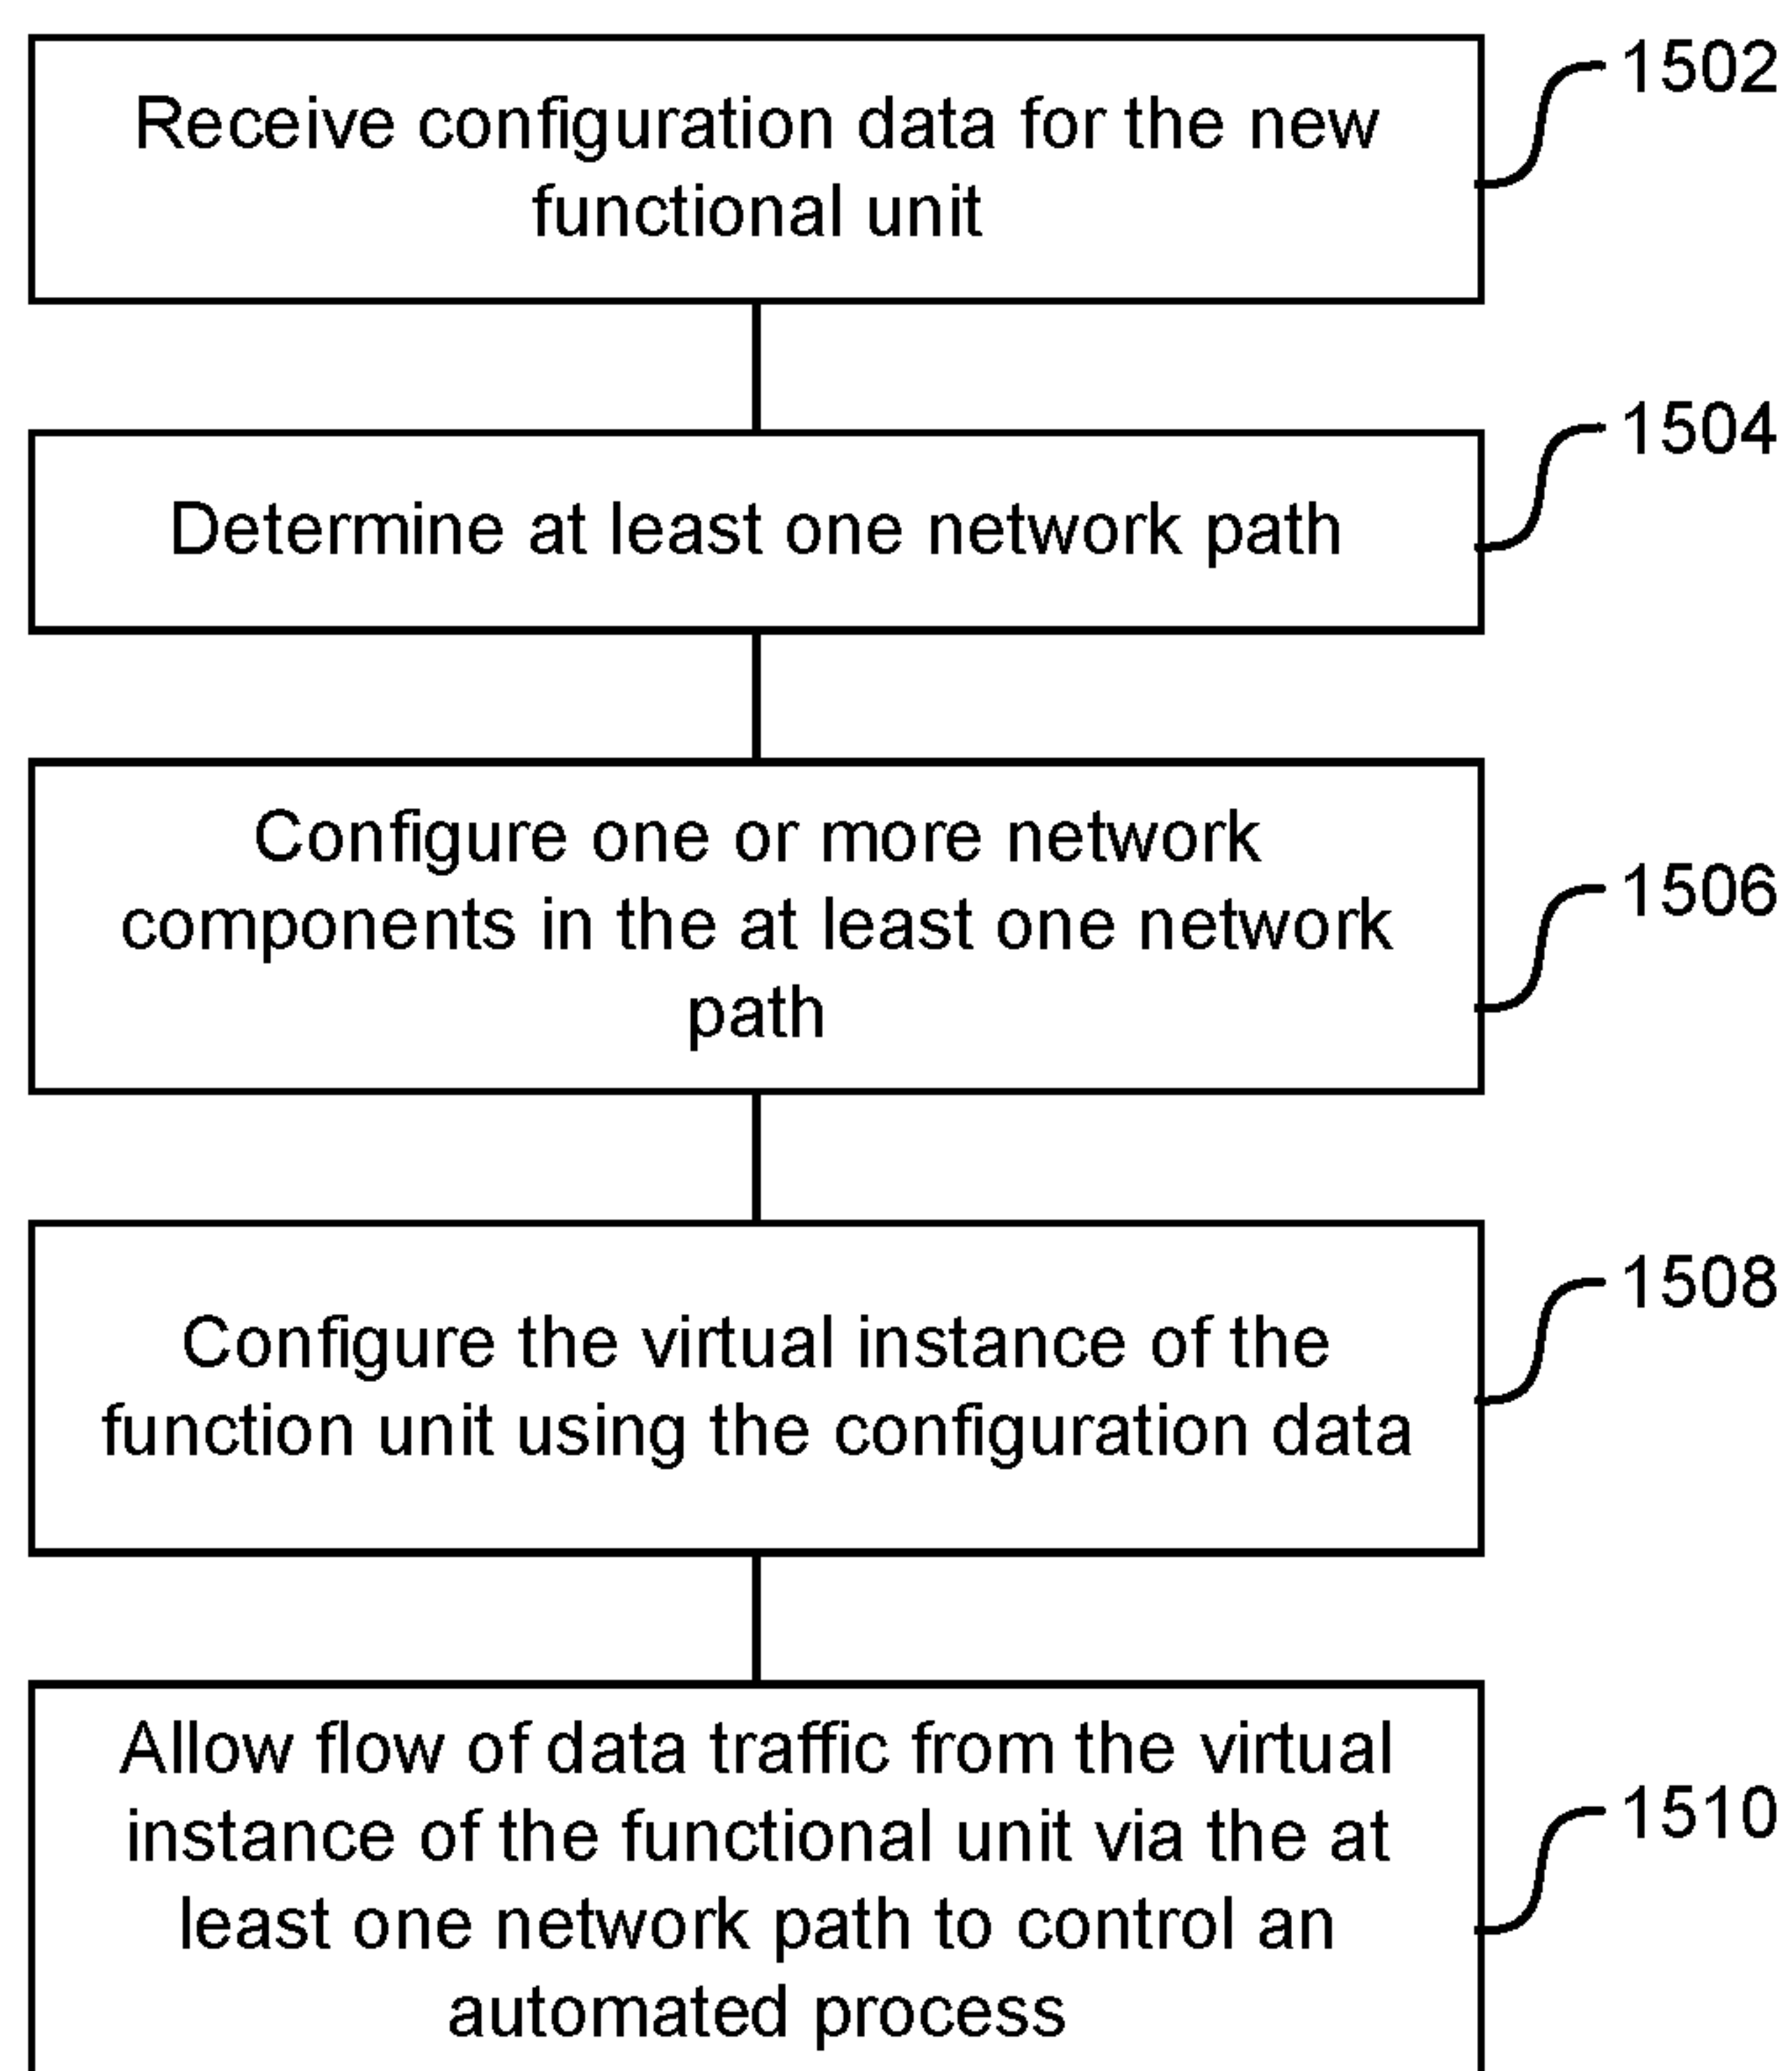 Receive configuration data for the new
functional unit
1502
Determine at least one network path
1504
Configure one or more network
components in the at least one network
path
1506
Configure the virtual instance of the
function unit using the configuration data
1508
Allow flow of data traffic from the virtual
instance of the functional unit via the at
least one network path to control an
automated process
1510